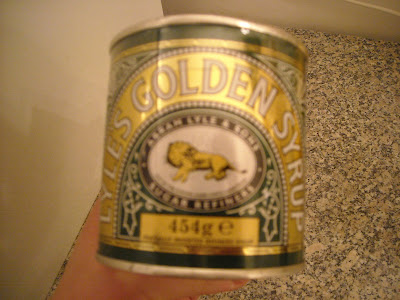 LYLE'S GOLDEN SYRUP
ABRAM LYLE & SONS
SUGAR REFINERS
454g e